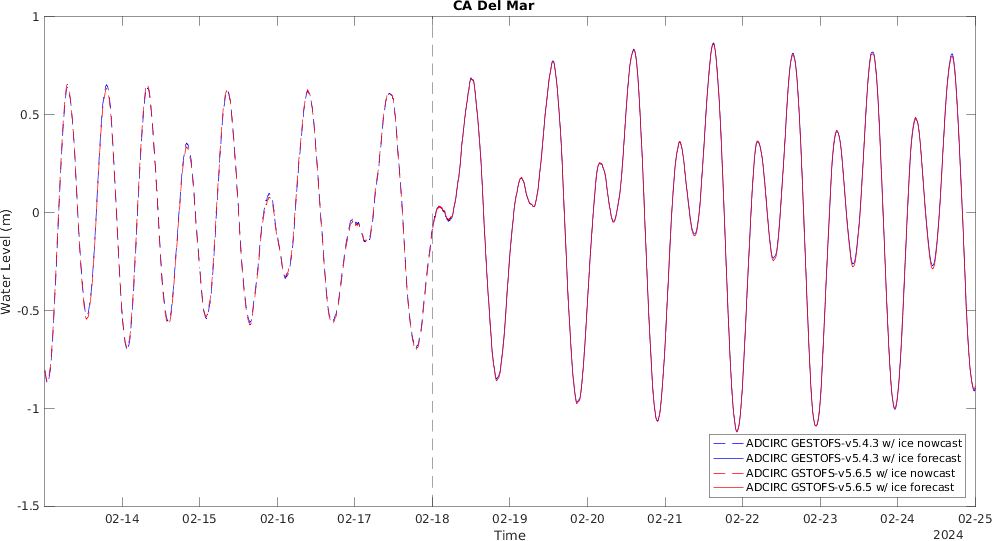 CA Del Mar
1
0.5
0
-0.5
-1
-1.5
Water Level (m)
ADCIRC GESTOFS-v5.4.3 w/ ice nowcast
ADCIRC GESTOFS-v5.4.3 w/ ice forecast
ADCIRC GSTOFS-v5.6.5 w/ ice nowcast
ADCIRC GSTOFS-v5.6.5 w/ ice forecast
02-14 02-15 02-16 02-17 02-18 02-19 02-20 02-21 02-22 02-23 02-24 02-25
Time
2024